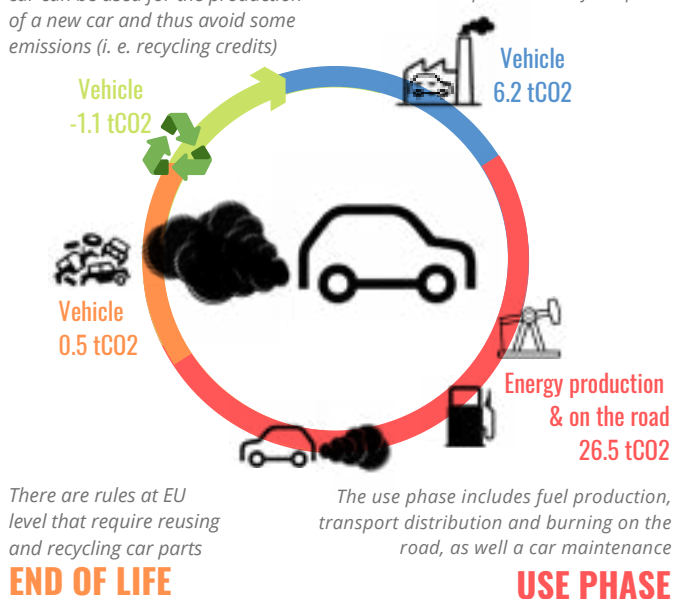 of a new car and thus avoid some
emissions (i. e. recycling credits)
Vehicle
6.2 tCO2
Vehicle
-1.1 tCO2
Vehicle
0.5 tCO2
Energy production
& on the road
26.5 tCO2
There are rules at EU
level that require reusing
and recycling car parts
END OF LIFE
The use phase includes fuel production,
transport distribution and burning on the
road, as well a car maintenance
USE PHASE